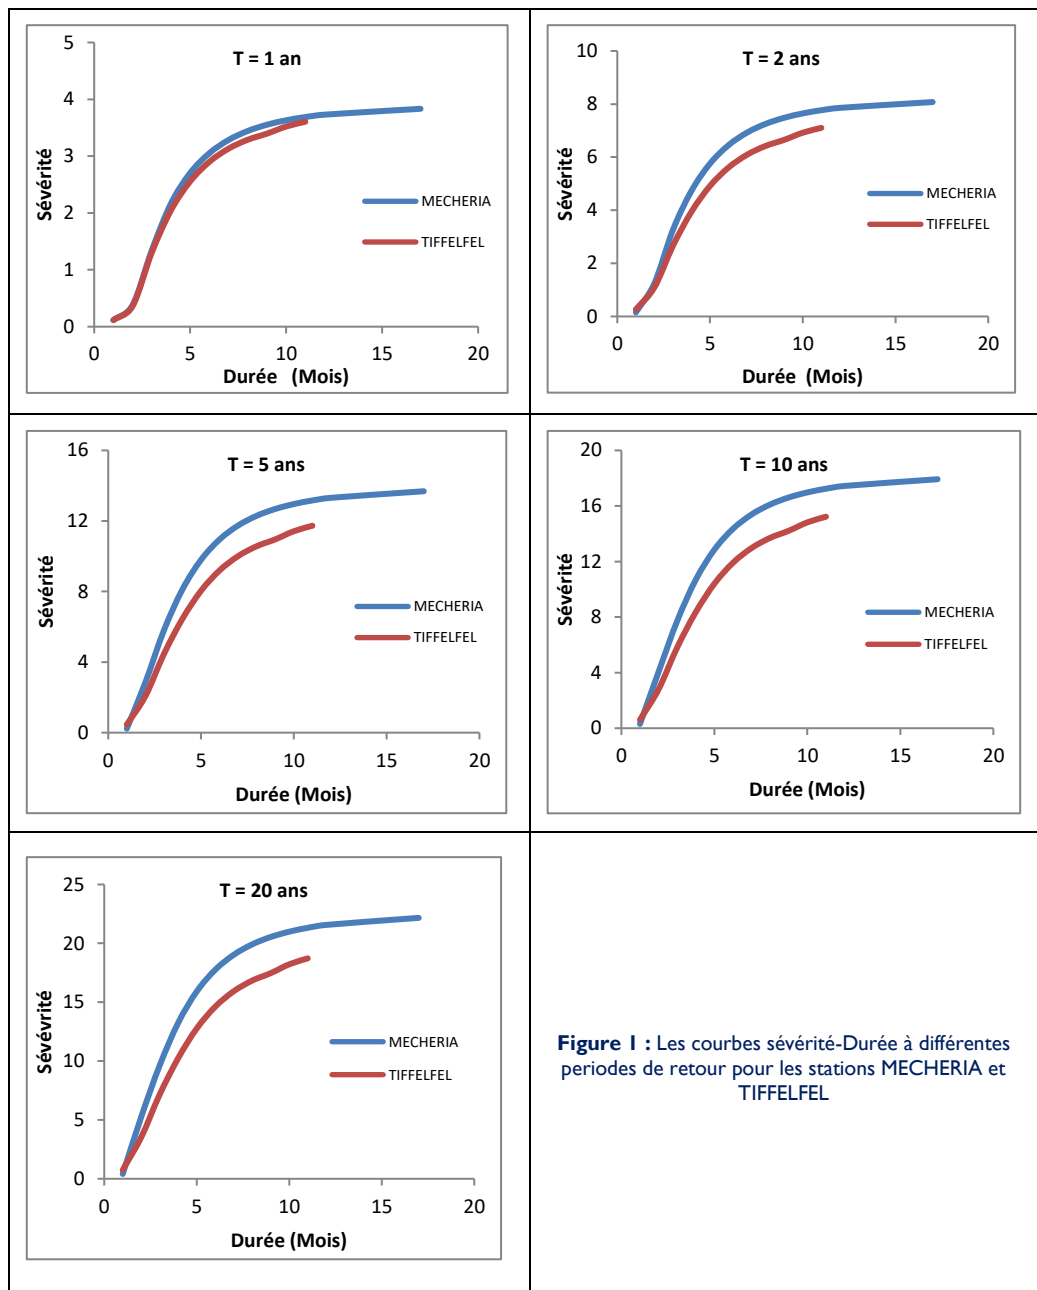 T = 1 an
Sévérité
5
4
3
2
1
0
0 5 10 15 20
Durée (Mois)
MECHERIA
TIFFELFEL
T = 2 ans
Sévérité
10
8
6
4
2
0
0 5 10 15 20
Durée (Mois)
MECHERIA
TIFFELFEL
T = 5 ans
Sévérité
16
12
8
4
0
0 5 10 15 20
Durée (Mois)
MECHERIA
TIFFELFEL
T = 10 ans
Sévérité
20
16
12
8
4
0
0 5 10 15 20
Durée (Mois)
MECHERIA
TIFFELFEL
T = 20 ans
Sévévrité
25
20
15
10
5
0
0 5 10 15 20
Durée (Mois)
MECHERIA
TIFFELFEL
Figure 1 : Les courbes sévérité-Durée à différentes
periodes de retour pour les stations MECHERIA et
TIFFELFEL